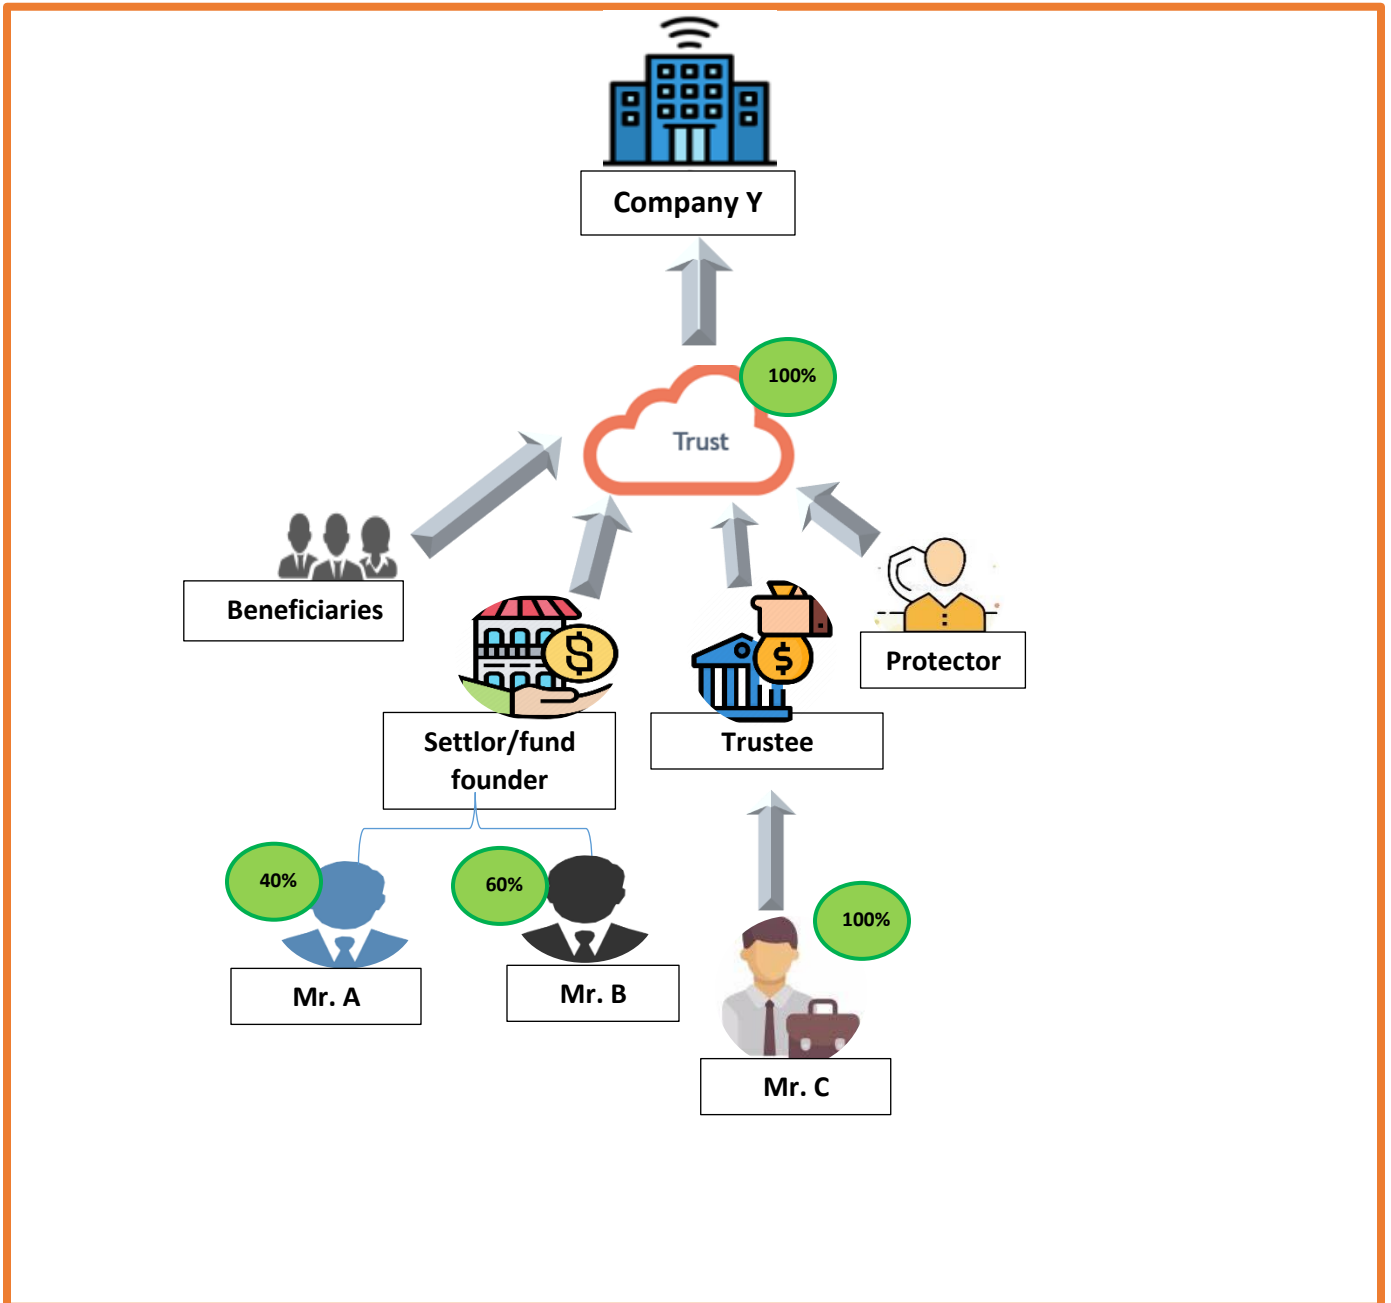 Company Y
100%
Trust
Beneficiaries
Protector
Settlor/fund
founder
Trustee
40%
60%
100%
Mr. A
Mr. B
Mr. C